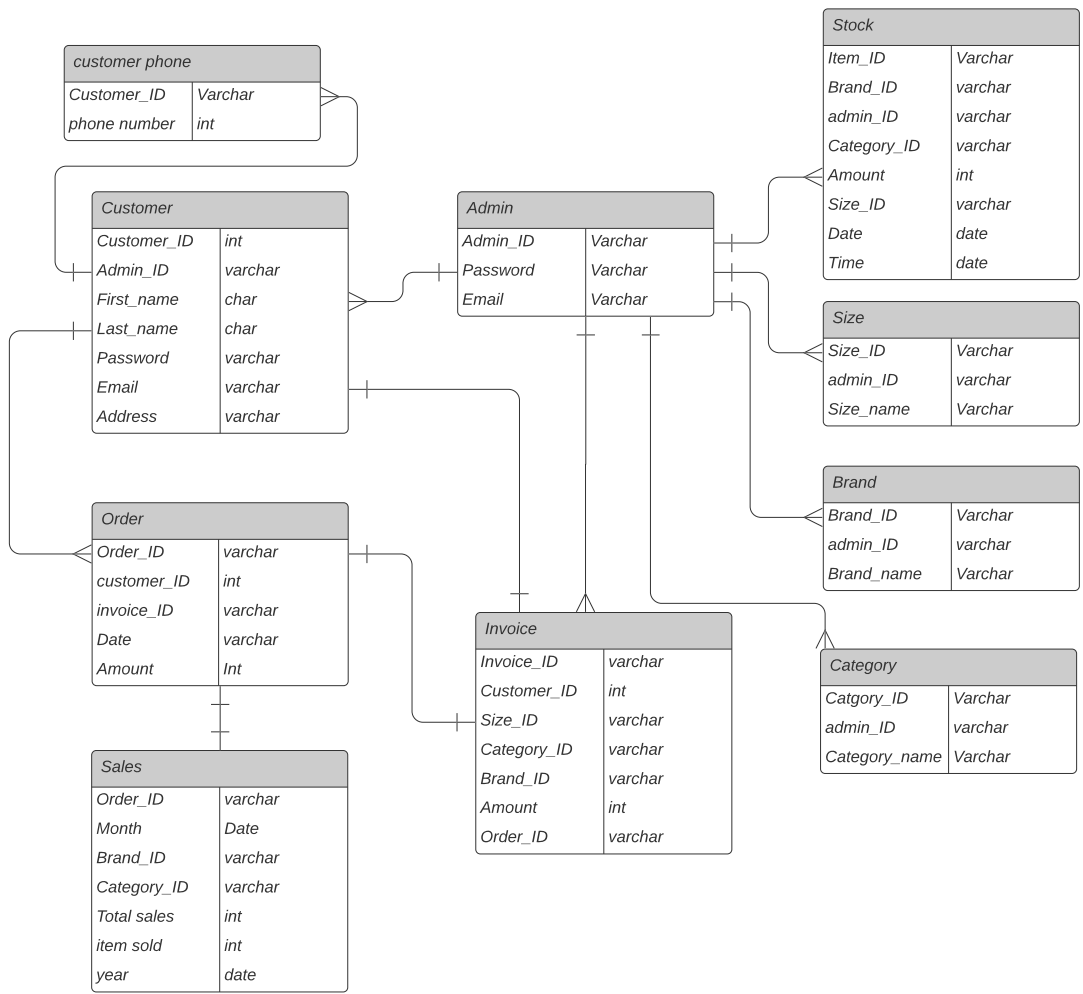 customer phone
Customer_ID Varchar
phone number int
Customer
Customer_ID int
Admin_ID varchar
First_name char
Last_name char
Password varchar
Email varchar
Address varchar
Order
Order_ID varchar
customer_ID int
invoice_ID varchar
Date varchar
Amount Int
Sales
Order_ID varchar
Month Date
Brand_ID varchar
Category_ID varchar
Total sales int
item sold int
year date
Admin
Admin_ID Varchar
Password Varchar
Email Varchar
Invoice
Invoice_ID varchar
Customer_ID int
Size_ID varchar
Category_ID varchar
Brand_ID varchar
Amount int
Order_ID varchar
Stock
Item_ID Varchar
Brand_ID varchar
admin_ID varchar
Category_ID varchar
Amount int
Size_ID varchar
Date date
Time date
Size
Size_ID Varchar
admin_ID varchar
Size_name Varchar
Brand
Brand_ID Varchar
admin_ID varchar
Brand_name Varchar
Category
Catgory_ID Varchar
admin_ID varchar
Category_name Varchar